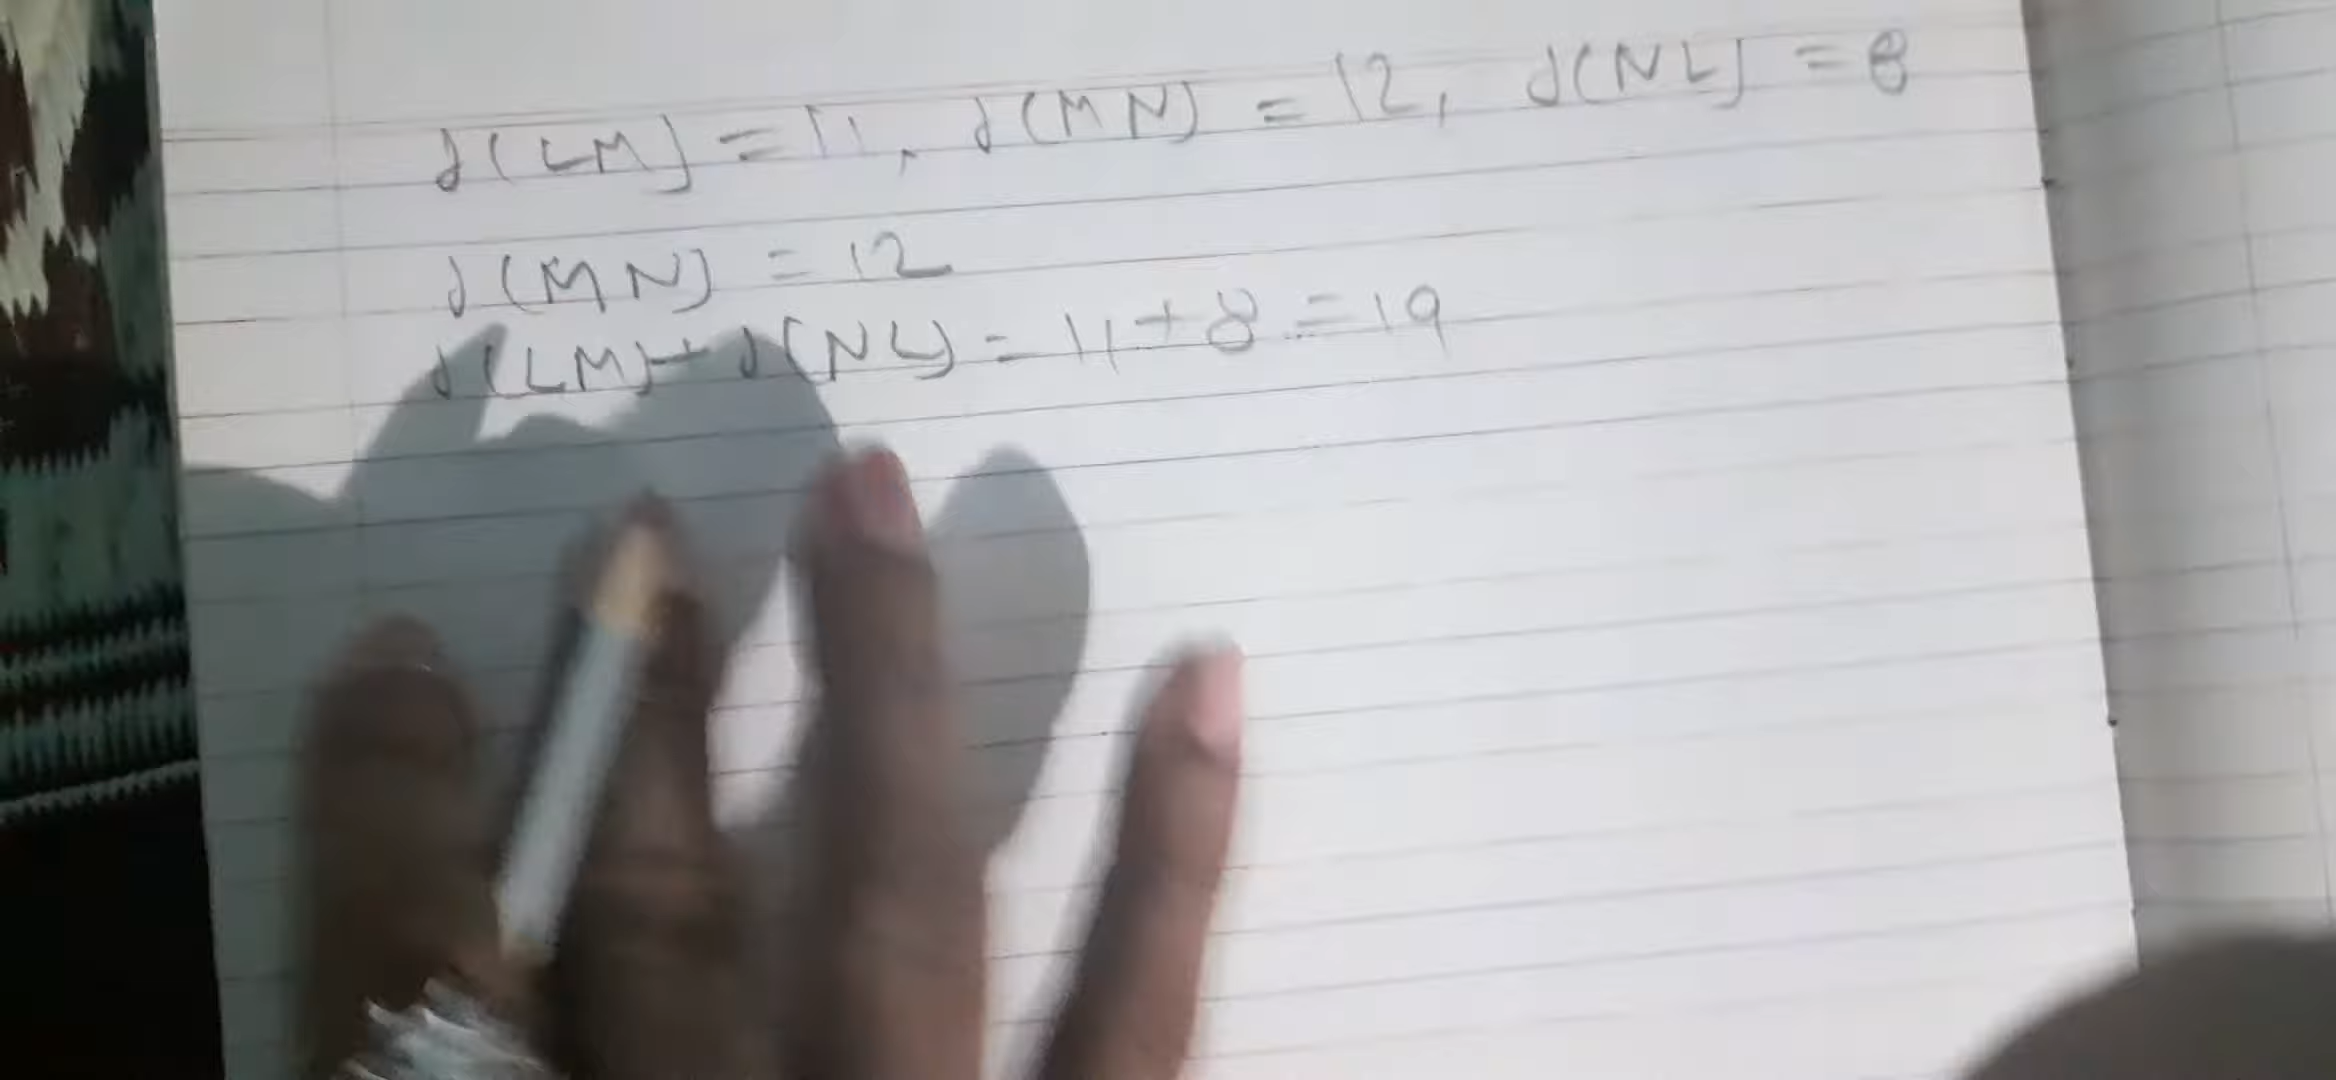 d(LM) = 11, d(MN) = 12, d(NL) = 8
d(MN) = 12
d(LM) + d(NL) = 11 + 8 = 19